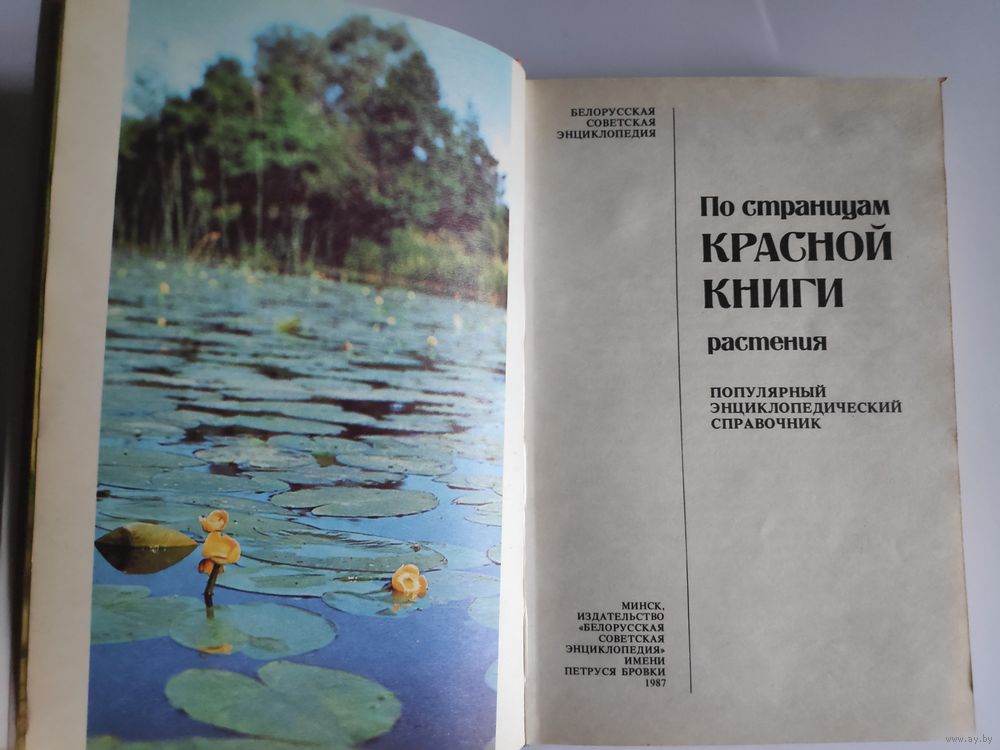 БЕЛОРУССКАЯ
СОВЕТСКАЯ
ЭНЦИКЛОПЕДИЯ
По страницам
КРАСНОЙ
КНИГИ
растения
ПОПУЛЯРНЫЙ
ЭНЦИКЛОПЕДИЧЕСКИЙ
СПРАВОЧНИК
МИНСК,
ИЗДАТЕЛЬСТВО
«БЕЛОРУССКАЯ
СОВЕТСКАЯ
ЭНЦИКЛОПЕДИЯ»
ИМЕНИ
ПЕТРУСЯ БРОВКИ
1987
© www.ay.by